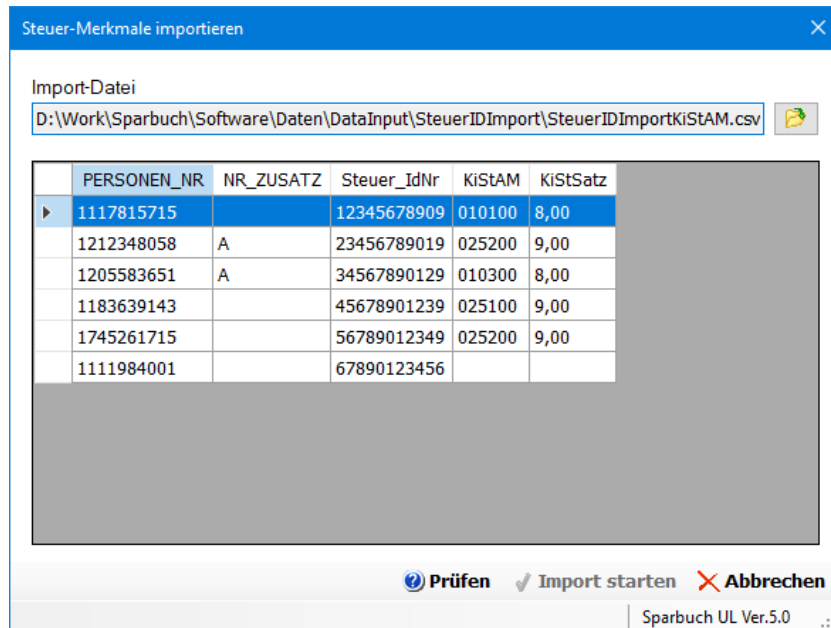 Steuer-Merkmale importieren
Import-Datei
D:\Work\Sparbuch\Software\Daten\DataInput\SteuerIDImport\SteuerIDImportKiStAM.csv
PERSONEN_NR NR_ZUSATZ Steuer_IdNr KiStAM KiStSatz
1117815715 12345678909 010100 8,00
1212348058 A 23456789019 025200 9,00
1205583651 A 34567890129 010300 8,00
1183639143 45678901239 025100 9,00
1745261715 56789012349 025200 9,00
1111984001 67890123456
Prüfen Import starten Abbrechen
Sparbuch UL Ver.5.0